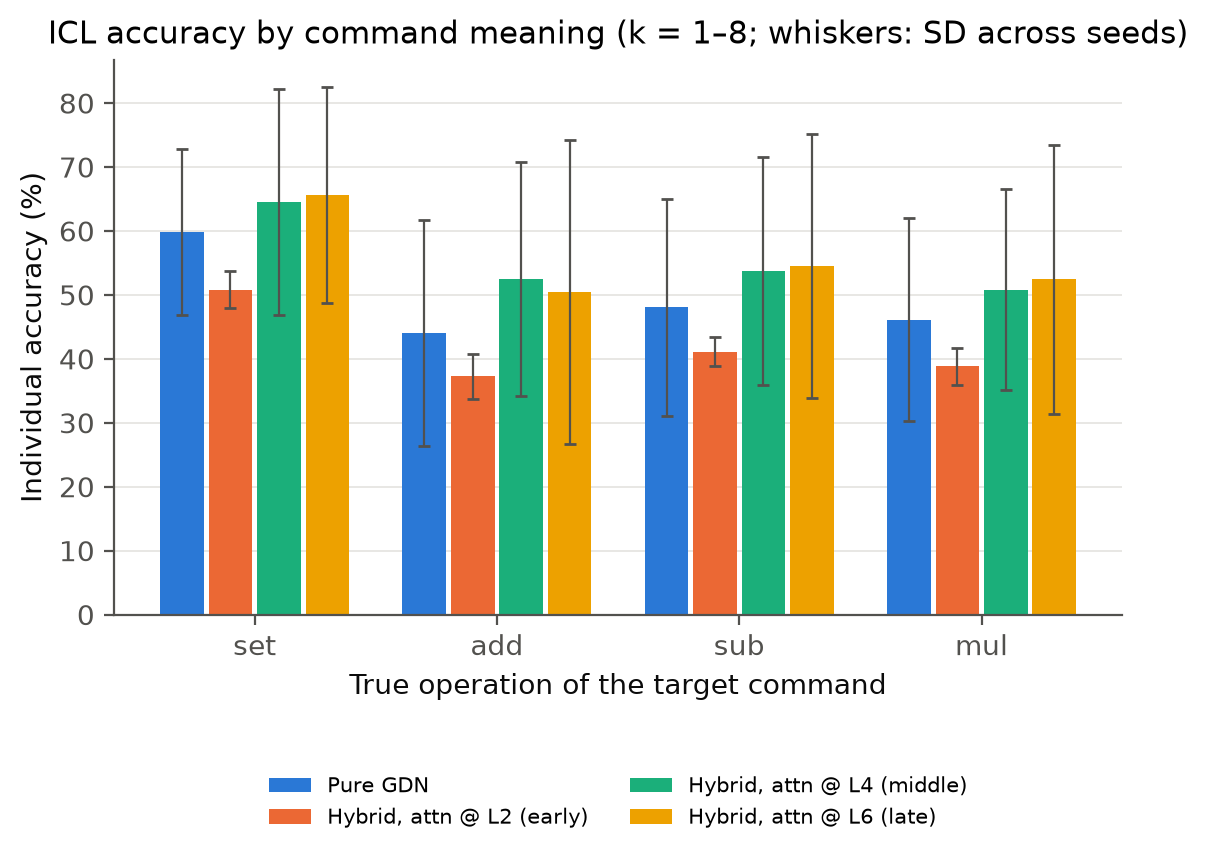 ICL accuracy by command meaning (k = 1–8; whiskers: SD across seeds)
Individual accuracy (%)
80
70
60
50
40
30
20
10
0
set add sub mul
True operation of the target command
Pure GDN
Hybrid, attn @ L2 (early)
Hybrid, attn @ L4 (middle)
Hybrid, attn @ L6 (late)